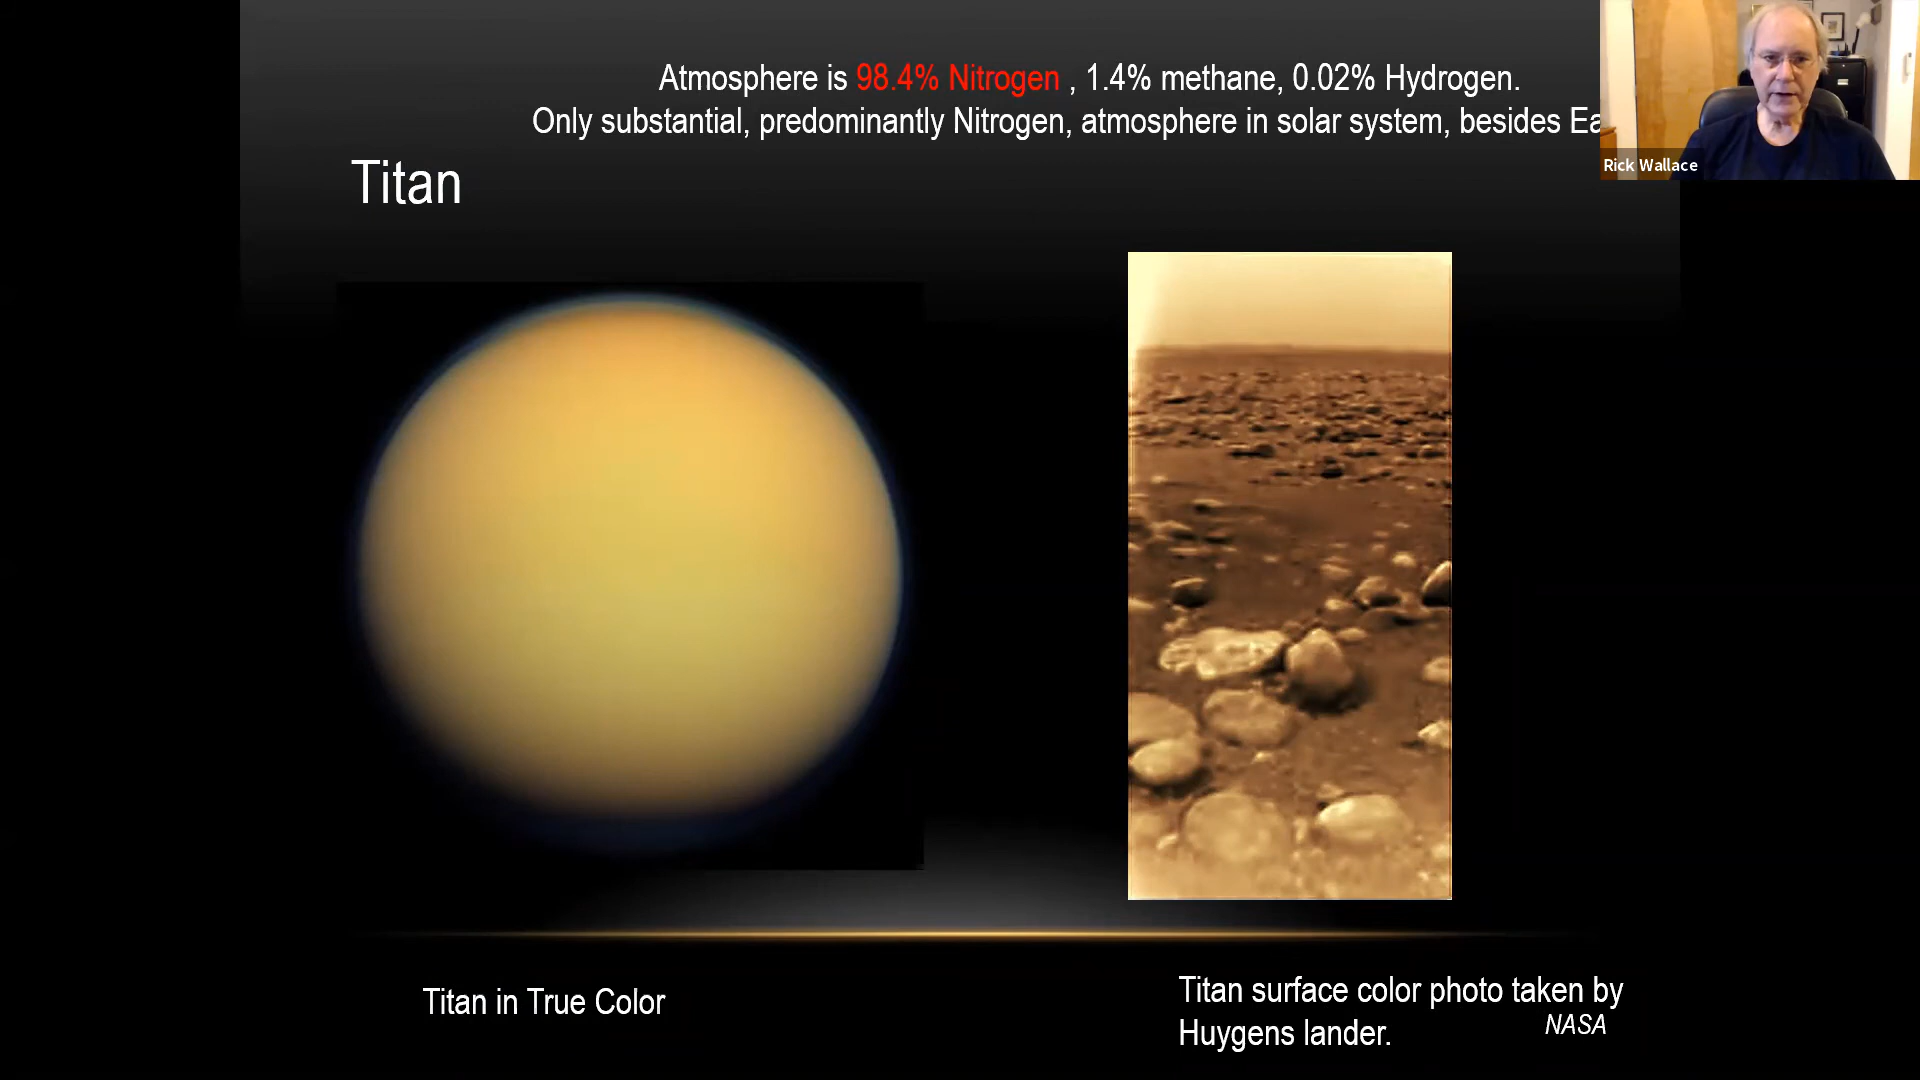 Atmosphere is 98.4% Nitrogen , 1.4% methane, 0.02% Hydrogen.
Only substantial, predominantly Nitrogen, atmosphere in solar system, besides Ea
Rick Wallace
Titan
Titan in True Color
Titan surface color photo taken by
Huygens lander.
NASA